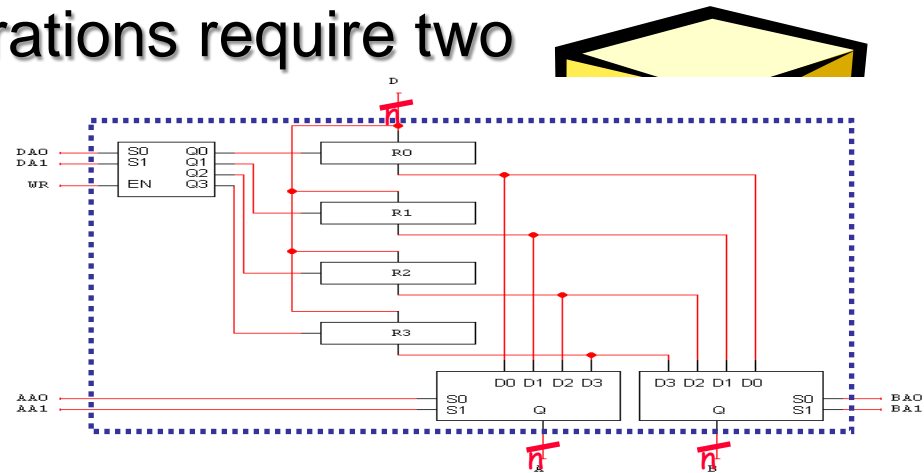 rations require two
D
n
DA0
DA1
WR
S0 Q0
S1 Q1
Q2
EN Q3
R0
R1
R2
R3
D0 D1 D2 D3
S0
S1
Q
D3 D2 D1 D0
S0
S1
Q
AA0
AA1
BA0
BA1
n
A
n
B